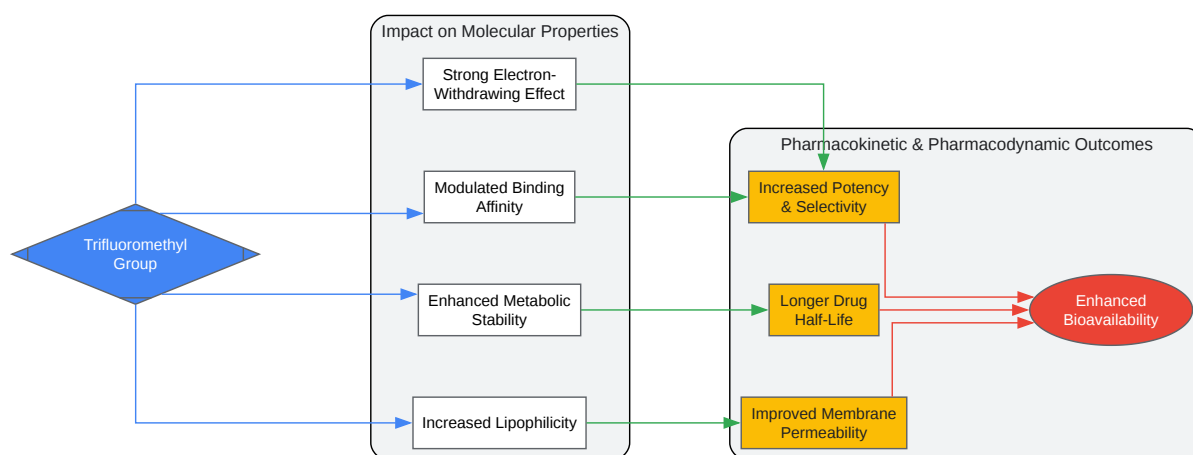 Impact on Molecular Properties
Strong Electron-
Withdrawing Effect
Pharmacokinetic & Pharmacodynamic Outcomes
Modulated Binding
Affinity
Increased Potency
& Selectivity
Trifluoromethyl
Group
Enhanced Metabolic
Stability
Longer Drug
Half-Life
Enhanced
Bioavailability
Increased Lipophilicity
Improved Membrane
Permeability